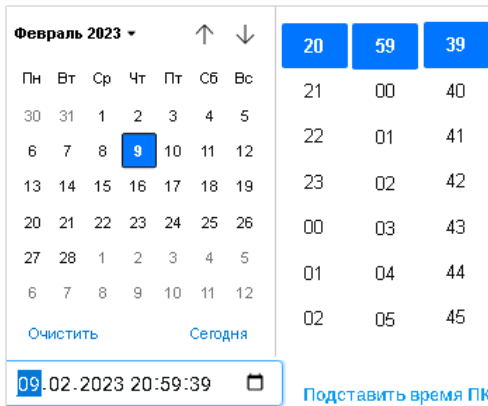 Февраль 2023
20 59 39
Пн Вт Ср Чт Пт Сб Вс
21 00 40
30 31 1 2 3 4 5
22 01 41
6 7 8 9 10 11 12
13 14 15 16 17 18 19
23 02 42
20 21 22 23 24 25 26
00 03 43
27 28 1 2 3 4 5
01 04 44
6 7 8 9 10 11 12
02 05 45
Очистить Сегодня
09.02.2023 20:59:39
Подставить время ПК